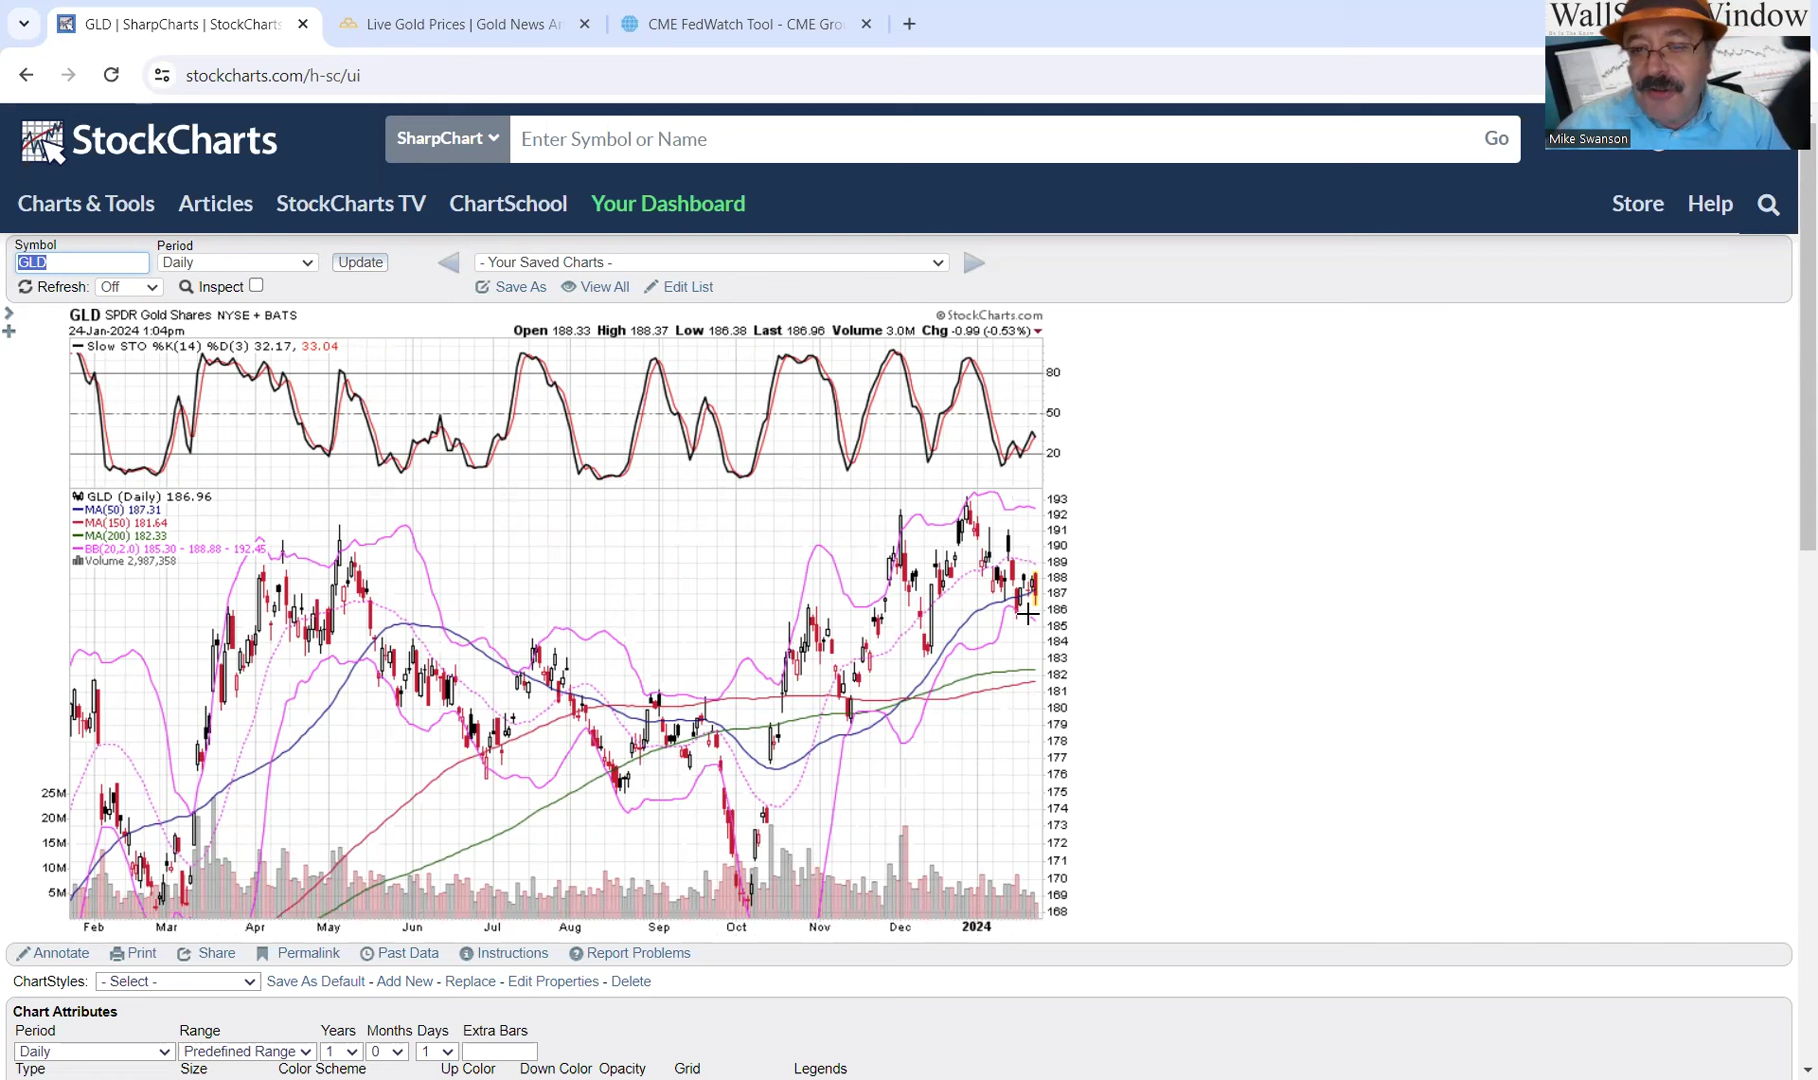 GLD | SharpCharts | StockCharts
Live Gold Prices | Gold News An
CME FedWatch Tool - CME Gro
WallS Window
stockcharts.com/h-sc/ui
Mike Swanson
StockCharts
SharpChart
Enter Symbol or Name
Go
Charts & Tools
Articles
StockCharts TV
ChartSchool
Your Dashboard
Store
Help
Symbol
Period
GLD
Daily
Update
- Your Saved Charts -
Refresh:
Off
Inspect
Save As
View All
Edit List
GLD SPDR Gold Shares NYSE + BATS
© StockCharts.com
24-Jan-2024 1:04pm
Open 188.33 High 188.37 Low 186.38 Last 186.96 Volume 3.0M Chg -0.99 (-0.53%)
Slow STO %K(14) %D(3) 32.17, 33.04
80
50
20
GLD (Daily) 186.96
MA(50) 187.31
MA(150) 181.64
MA(200) 182.33
BB(20,2.0) 185.30 - 188.88 - 192.45
Volume 2,987,358
193
192
191
190
189
188
187
186
185
184
183
182
181
180
179
178
177
176
175
174
173
172
171
170
169
168
25M
20M
15M
10M
5M
Feb Mar Apr May Jun Jul Aug Sep Oct Nov Dec 2024
Annotate
Print
Share
Permalink
Past Data
Instructions
Report Problems
ChartStyles:
- Select -
Save As Default - Add New - Replace - Edit Properties - Delete
Chart Attributes
Period Range Years Months Days Extra Bars
Daily Predefined Range 1 0 1
Type Size Color Scheme Up Color Down Color Opacity Grid Legends